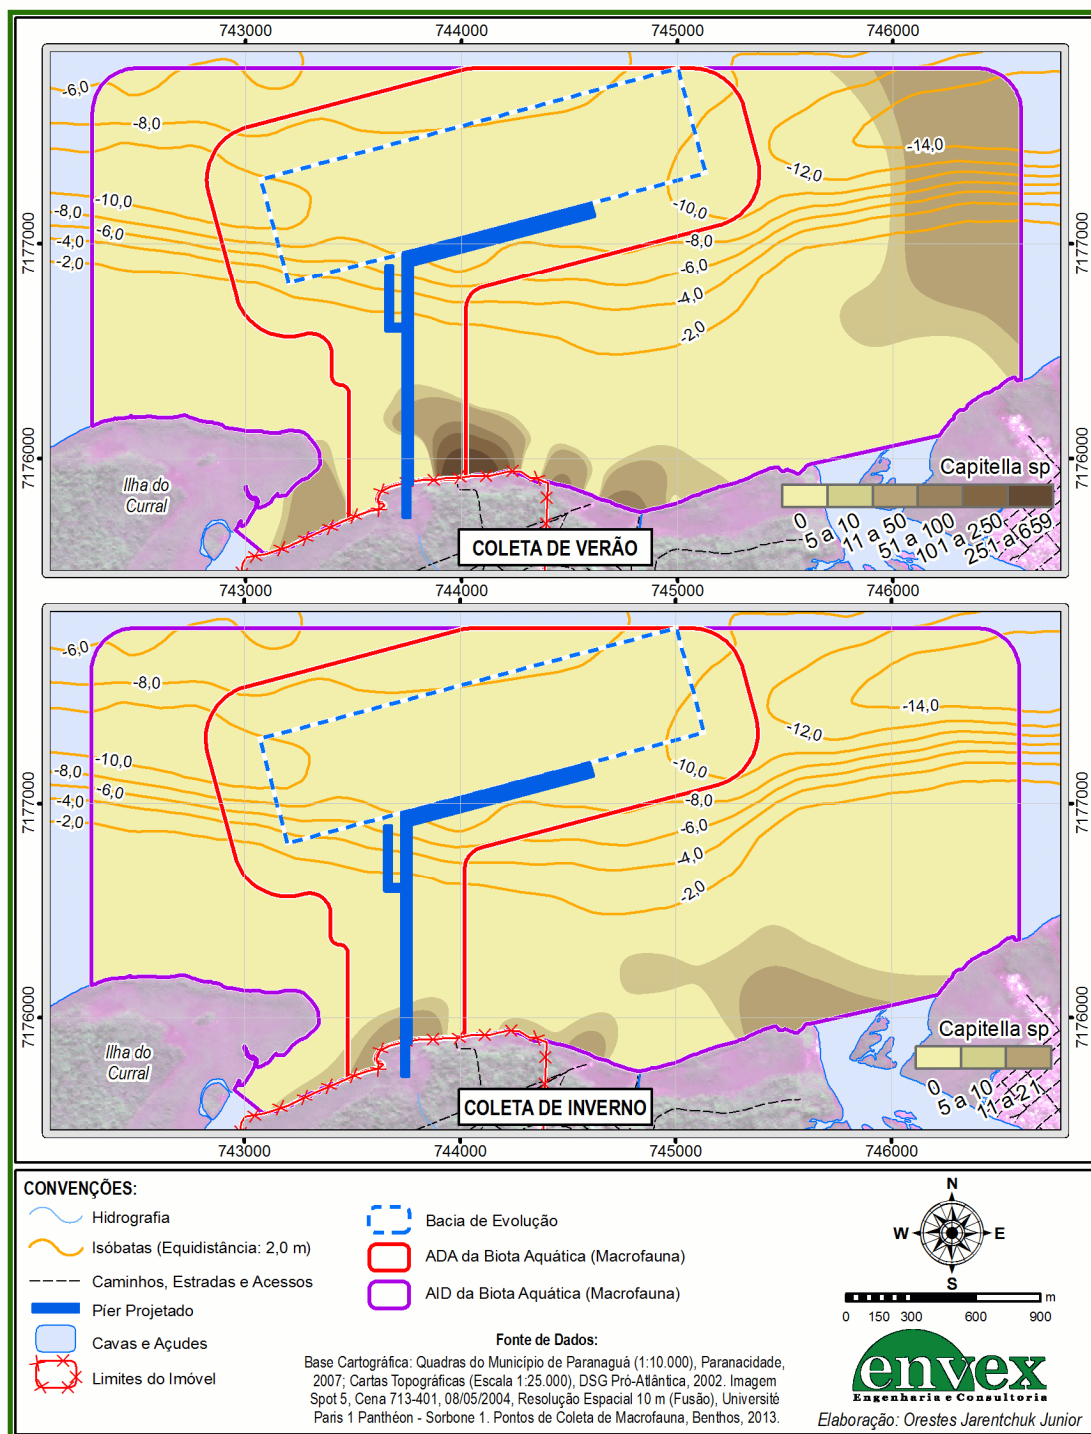 743000 744000 745000 746000
-6,0
-8,0
-14,0
-12,0
-10,0
-8,0
-6,0
-4,0
-2,0
-10,0
-8,0
-6,0
-4,0
-2,0
7177000 7177000
7176000 7176000
Ilha do
Curral
Capitella sp
0
5 a 10
11 a 50
51 a 100
101 a 250
251 a 659
COLETA DE VERÃO
743000 744000 745000 746000
-6,0
-8,0
-14,0
-12,0
-10,0
-8,0
-6,0
-4,0
-2,0
-10,0
-8,0
-6,0
-4,0
-2,0
7177000 7177000
7176000 7176000
Ilha do
Curral
Capitella sp
0
5 a 10
11 a 21
COLETA DE INVERNO
743000 744000 745000 746000
CONVENÇÕES:
Hidrografia
Isóbatas (Equidistância: 2,0 m)
Caminhos, Estradas e Acessos
Píer Projetado
Cavas e Açudes
Limites do Imóvel
Bacia de Evolução
ADA da Biota Aquática (Macrofauna)
AID da Biota Aquática (Macrofauna)
N
W E
S
0 150 300 600 900 m
Fonte de Dados:
Base Cartográfica: Quadras do Município de Paranaguá (1:10.000), Paranacidade,
2007; Cartas Topográficas (Escala 1:25.000), DSG Pró-Atlântica, 2002. Imagem
Spot 5, Cena 713-401, 08/05/2004, Resolução Espacial 10 m (Fusão), Université
Paris 1 Panthéon - Sorbone 1. Pontos de Coleta de Macrofauna, Benthos, 2013.
envex
Engenharia e Consultoria
Elaboração: Orestes Jarentchuk Junior